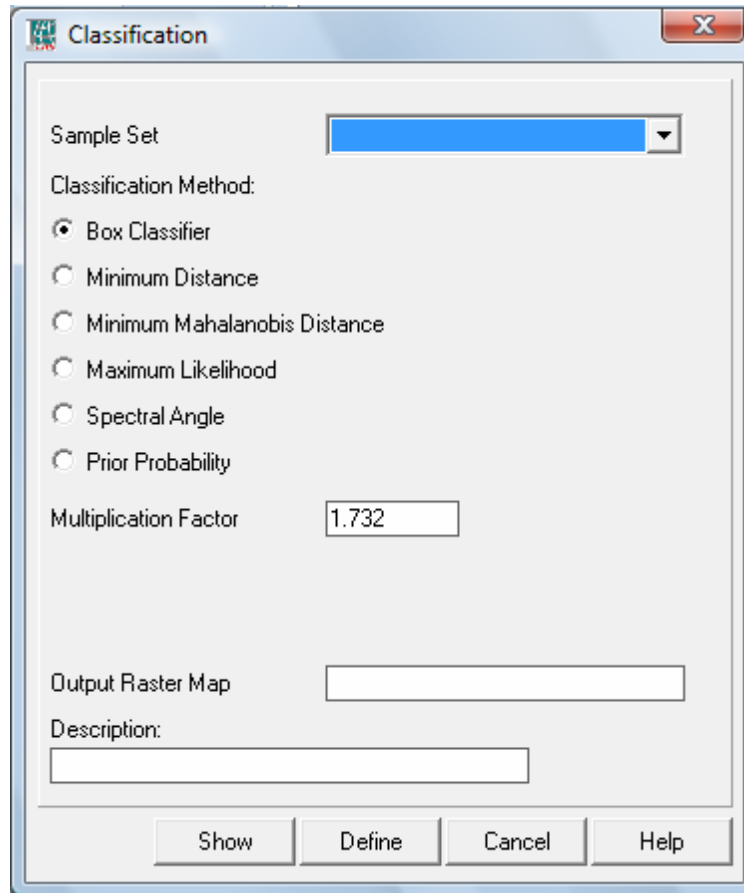 Classification
Sample Set
Classification Method:
Box Classifier
Minimum Distance
Minimum Mahalanobis Distance
Maximum Likelihood
Spectral Angle
Prior Probability
Multiplication Factor 1.732
Output Raster Map
Description:
Show Define Cancel Help